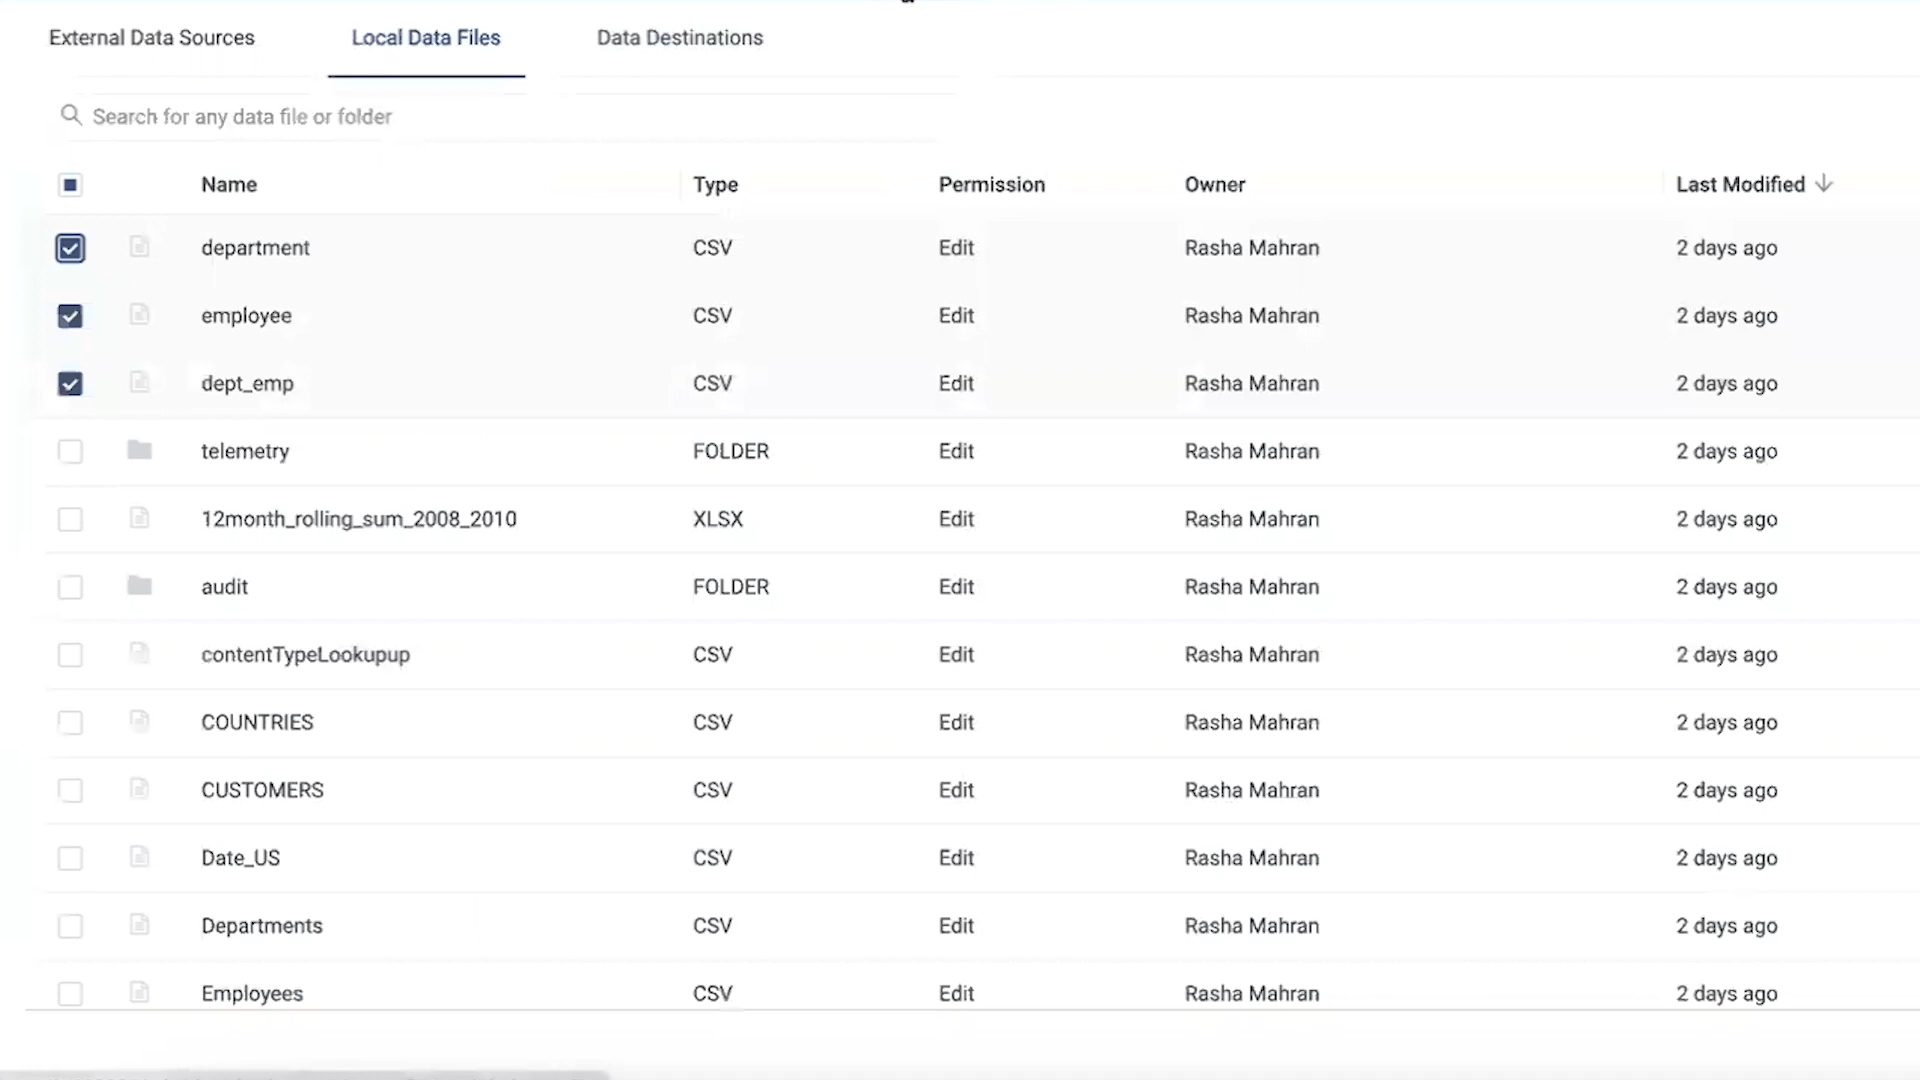 External Data Sources Local Data Files Data Destinations
Search for any data file or folder
Name Type Permission Owner Last Modified
department CSV Edit Rasha Mahran 2 days ago
employee CSV Edit Rasha Mahran 2 days ago
dept_emp CSV Edit Rasha Mahran 2 days ago
telemetry FOLDER Edit Rasha Mahran 2 days ago
12month_rolling_sum_2008_2010 XLSX Edit Rasha Mahran 2 days ago
audit FOLDER Edit Rasha Mahran 2 days ago
contentTypeLookupup CSV Edit Rasha Mahran 2 days ago
COUNTRIES CSV Edit Rasha Mahran 2 days ago
CUSTOMERS CSV Edit Rasha Mahran 2 days ago
Date_US CSV Edit Rasha Mahran 2 days ago
Departments CSV Edit Rasha Mahran 2 days ago
Employees CSV Edit Rasha Mahran 2 days ago